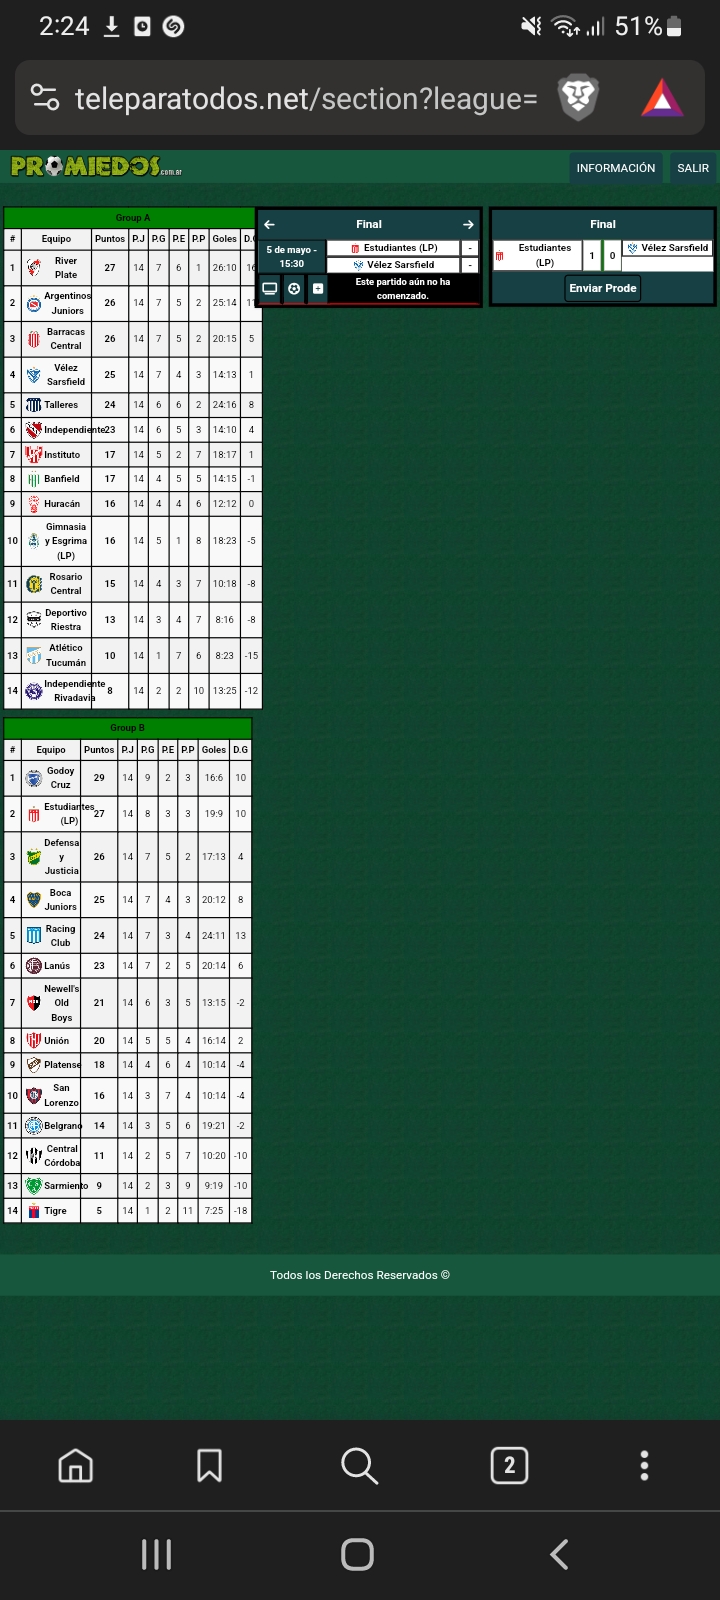 2:24
51%
teleparatodos.net/section?league=
PROMIEDOS.com.ar
INFORMACIÓN SALIR
Group A
# Equipo Puntos P.J P.G P.E P.P Goles
1 River Plate 27 14 7 6 1 26:10
2 Argentinos Juniors 26 14 7 5 2 25:14
3 Barracas Central 26 14 7 5 2 20:15 5
4 Vélez Sarsfield 25 14 7 4 3 14:13 1
5 Talleres 24 14 6 6 2 24:16 8
6 Independiente 23 14 6 5 3 14:10 4
7 Instituto 17 14 5 2 7 18:17 1
8 Banfield 17 14 4 5 5 14:15 -1
9 Huracán 16 14 4 4 6 12:12 0
10 Gimnasia y Esgrima (LP) 16 14 5 1 8 18:23 -5
11 Rosario Central 15 14 4 3 7 10:18 -8
12 Deportivo Riestra 13 14 3 4 7 8:16 -8
13 Atlético Tucumán 10 14 1 7 6 8:23 -15
14 Independiente Rivadavia 8 14 2 2 10 13:25 -12
Final
5 de mayo - 15:30
Estudiantes (LP) -
Vélez Sarsfield -
Este partido aún no ha comenzado.
Final
Estudiantes (LP) 1 0 Vélez Sarsfield
Enviar Prode
Group B
# Equipo Puntos P.J P.G P.E P.P Goles D.G
1 Godoy Cruz 29 14 9 2 3 16:6 10
2 Estudiantes (LP) 27 14 8 3 3 19:9 10
3 Defensa y Justicia 26 14 7 5 2 17:13 4
4 Boca Juniors 25 14 7 4 3 20:12 8
5 Racing Club 24 14 7 3 4 24:11 13
6 Lanús 23 14 7 2 5 20:14 6
7 Newell's Old Boys 21 14 6 3 5 13:15 -2
8 Unión 20 14 5 5 4 16:14 2
9 Platense 18 14 4 6 4 10:14 -4
10 San Lorenzo 16 14 3 7 4 10:14 -4
11 Belgrano 14 14 3 5 6 19:21 -2
12 Central Córdoba 11 14 2 5 7 10:20 -10
13 Sarmiento 9 14 2 3 9 9:19 -10
14 Tigre 5 14 1 2 11 7:25 -18
Todos los Derechos Reservados ©
2